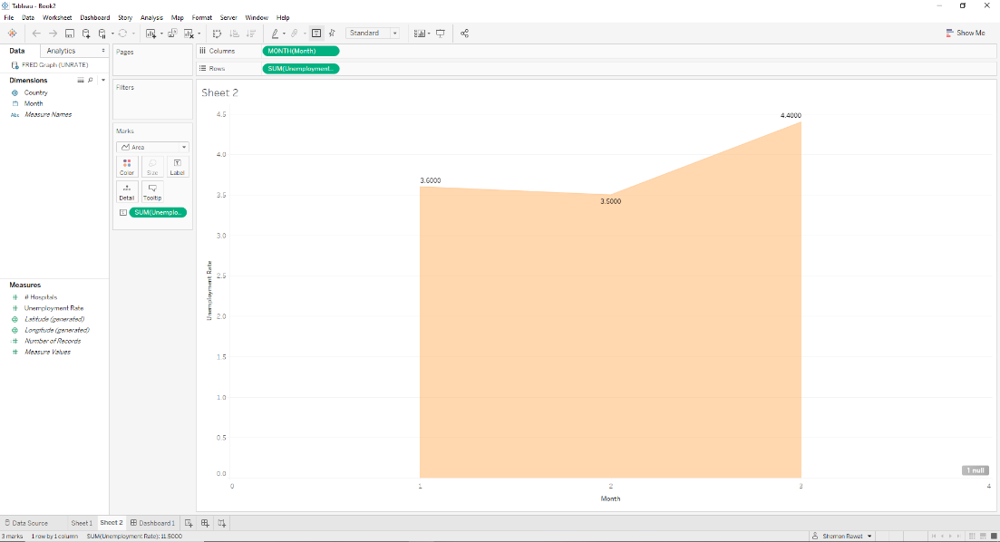 Tableau - Book2
File Data Worksheet Dashboard Story Analysis Map Format Server Window Help
Standard
Show Me
Data Analytics
FRED Graph (UNRATE)
Dimensions
Country
Month
Abc Measure Names
Measures
# Hospitals
Unemployment Rate
Latitude (generated)
Longitude (generated)
Number of Records
Measure Values
Pages
Filters
Marks
Area
Color Size Label
Detail Tooltip
SUM(Unemplo..
Columns MONTH(Month)
Rows SUM(Unemployment..
Sheet 2
4.5
4.0
3.5
3.0
2.5
2.0
1.5
1.0
0.5
0.0
Unemployment Rate
3.6000
3.5000
4.4000
1 null
0 1 2 3 4
Month
Data Source Sheet 1 Sheet 2 Dashboard 1
3 marks 1 row by 1 column SUM(Unemployment Rate): 11.5000
Shemon Rawat